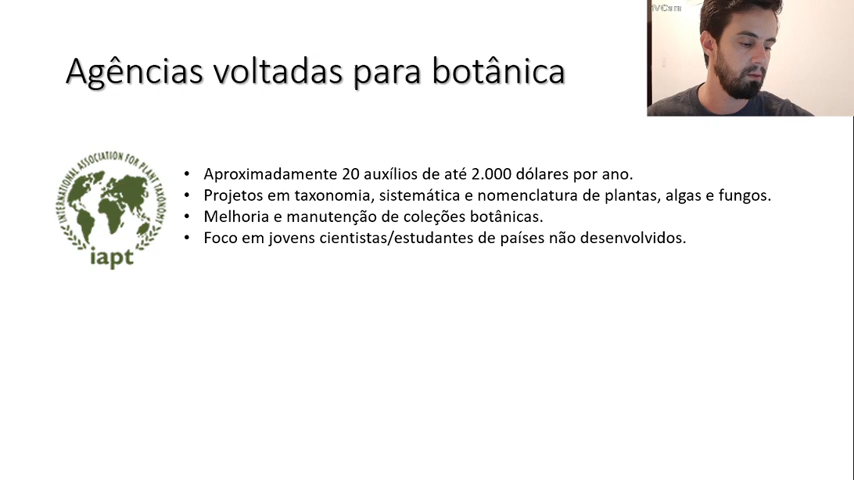 Agências voltadas para botânica
INTERNATIONAL ASSOCIATION FOR PLANT TAXONOMY
iapt
• Aproximadamente 20 auxílios de até 2.000 dólares por ano.
• Projetos em taxonomia, sistemática e nomenclatura de plantas, algas e fungos.
• Melhoria e manutenção de coleções botânicas.
• Foco em jovens cientistas/estudantes de países não desenvolvidos.